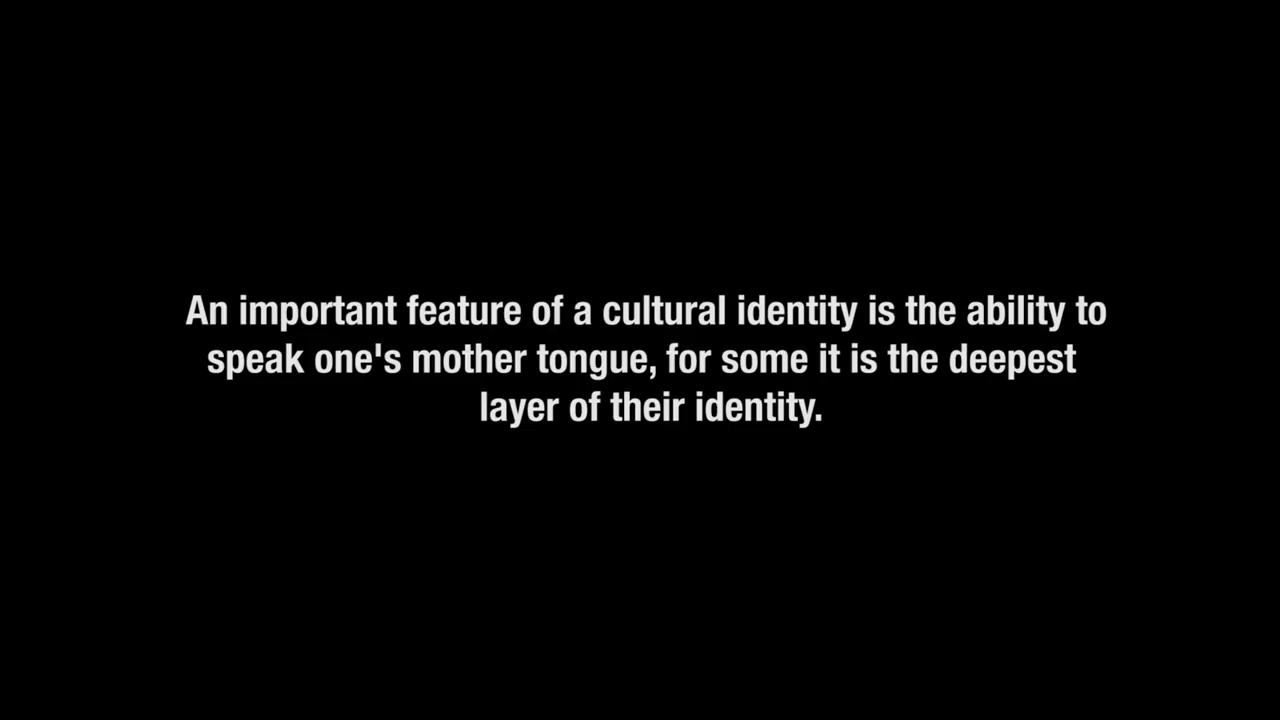 An important feature of a cultural identity is the ability to
speak one's mother tongue, for some it is the deepest
layer of their identity.